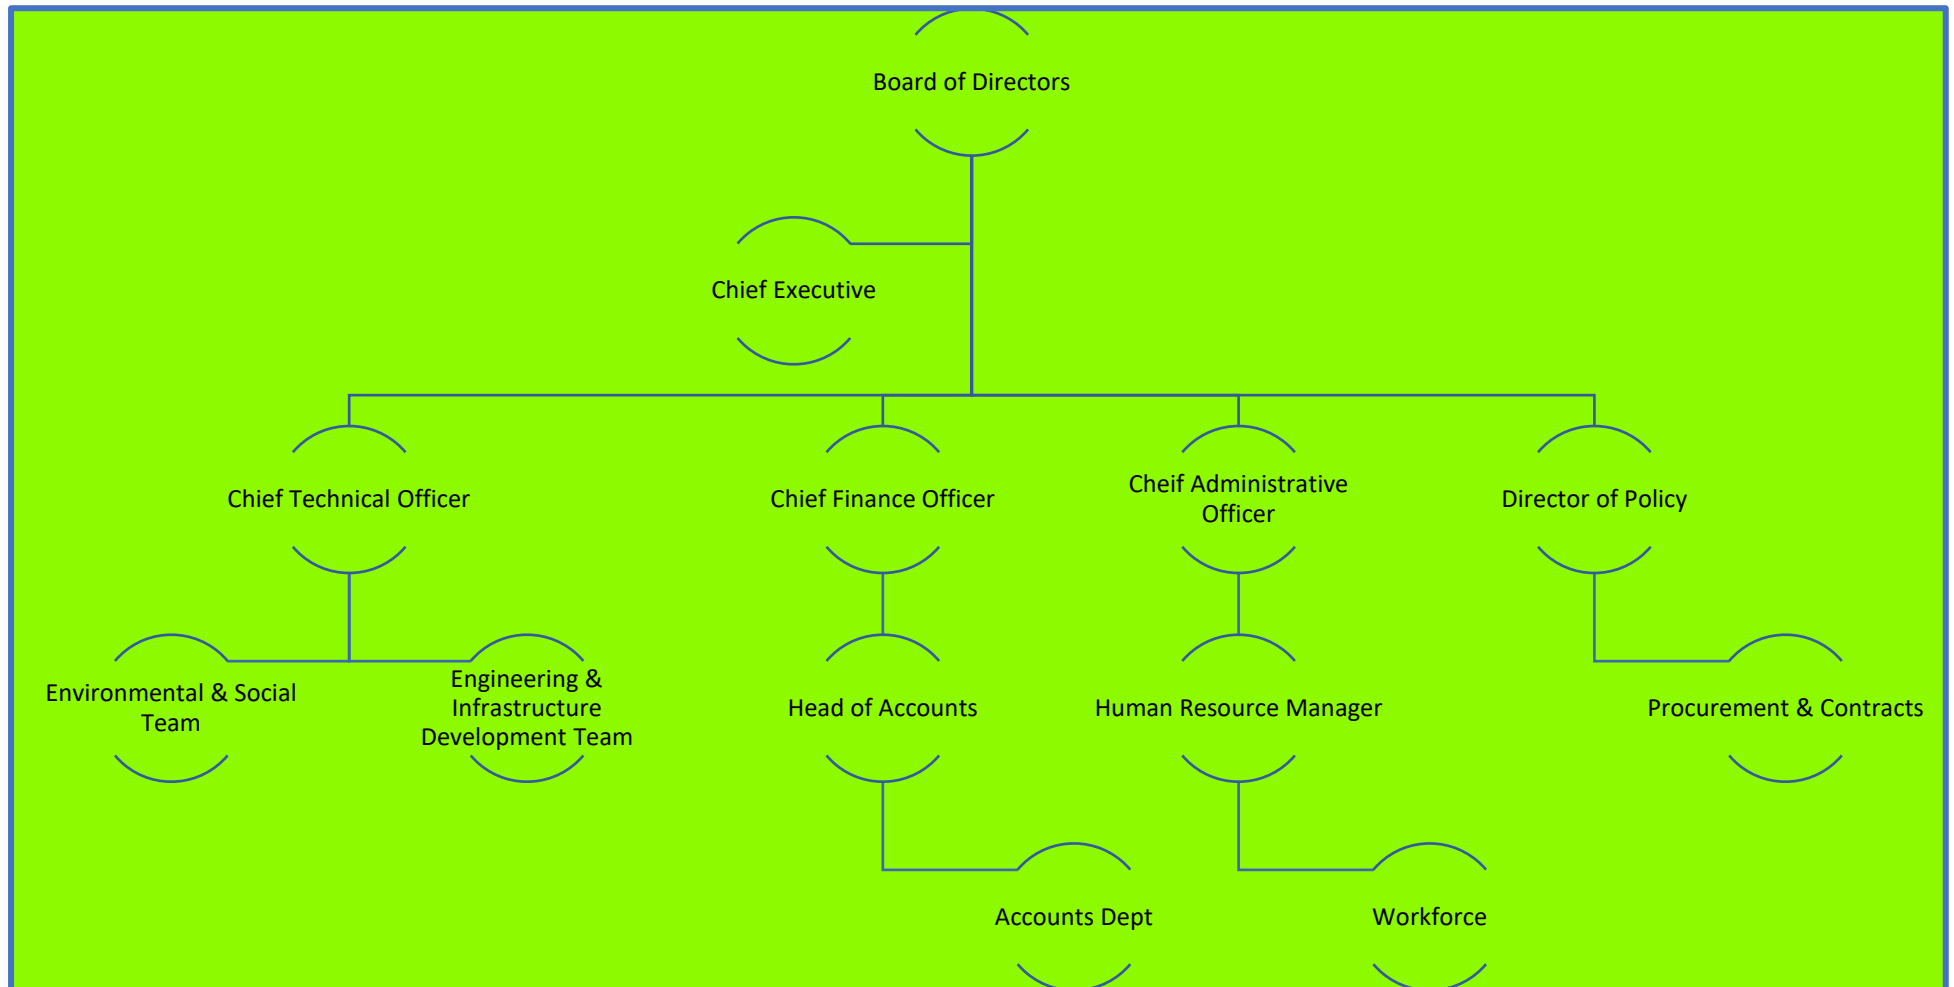 Board of Directors
Chief Executive
Chief Technical Officer
Chief Finance Officer
Cheif Administrative
Officer
Director of Policy
Environmental & Social
Team
Engineering &
Infrastructure
Development Team
Head of Accounts
Human Resource Manager
Procurement & Contracts
Accounts Dept
Workforce